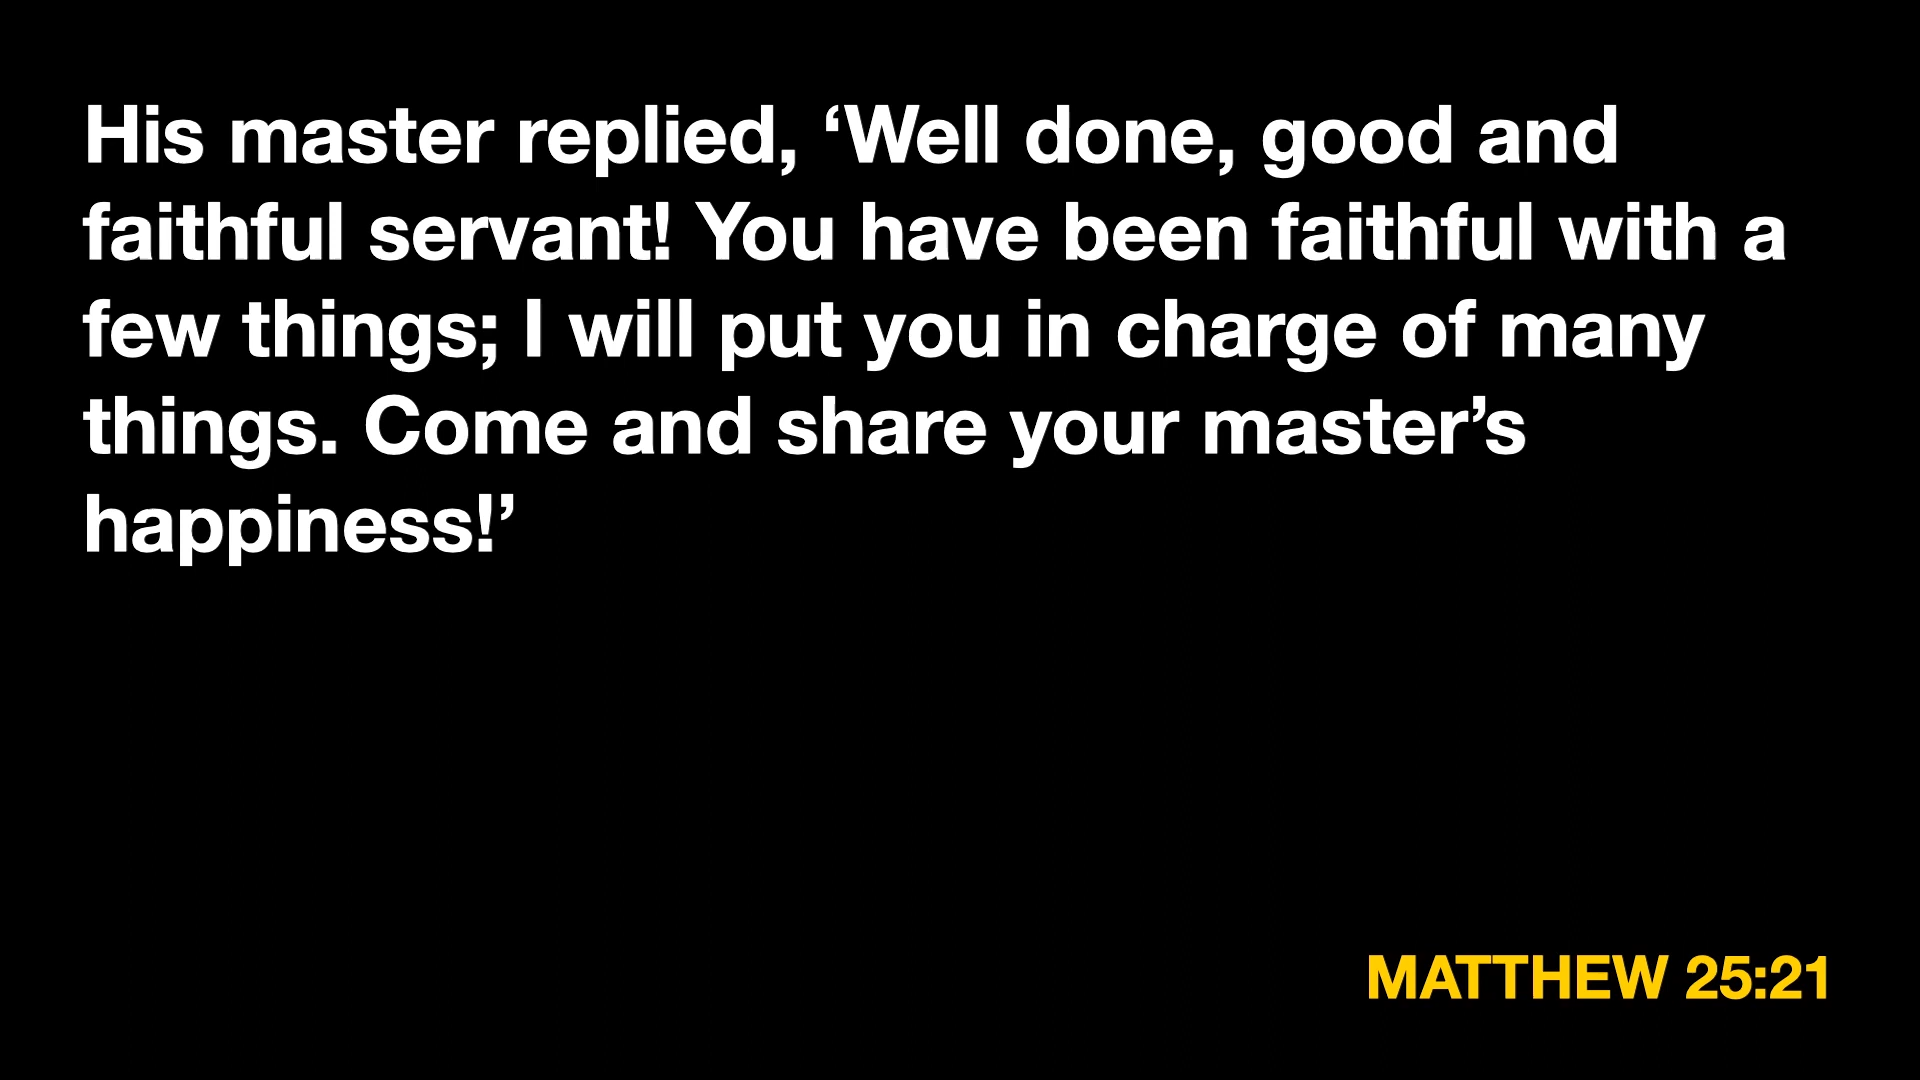 His master replied, ‘Well done, good and
faithful servant! You have been faithful with a
few things; I will put you in charge of many
things. Come and share your master’s
happiness!’
MATTHEW 25:21